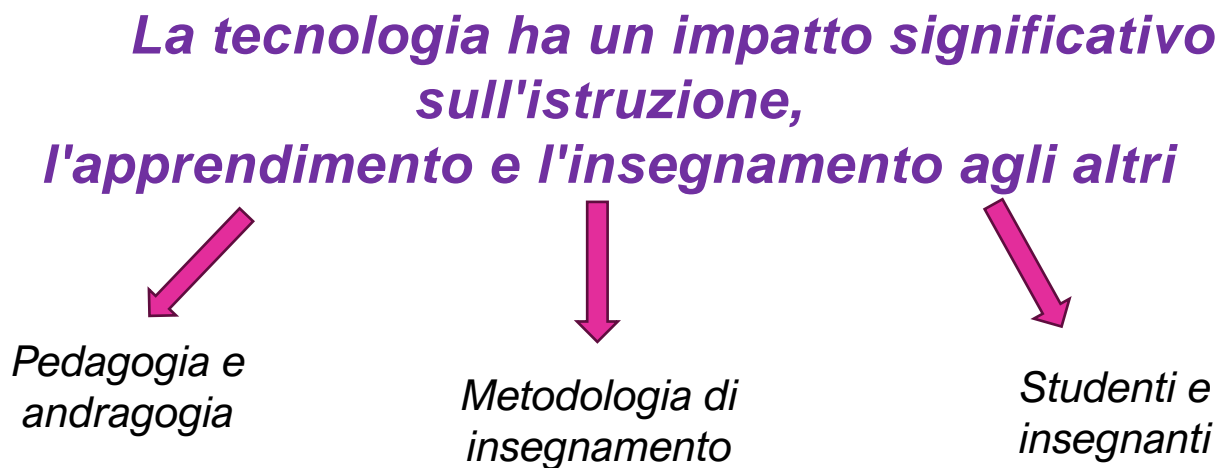 La tecnologia ha un impatto significativo
sull'istruzione,
l'apprendimento e l'insegnamento agli altri
Pedagogia e
andragogia
Metodologia di
insegnamento
Studenti e
insegnanti